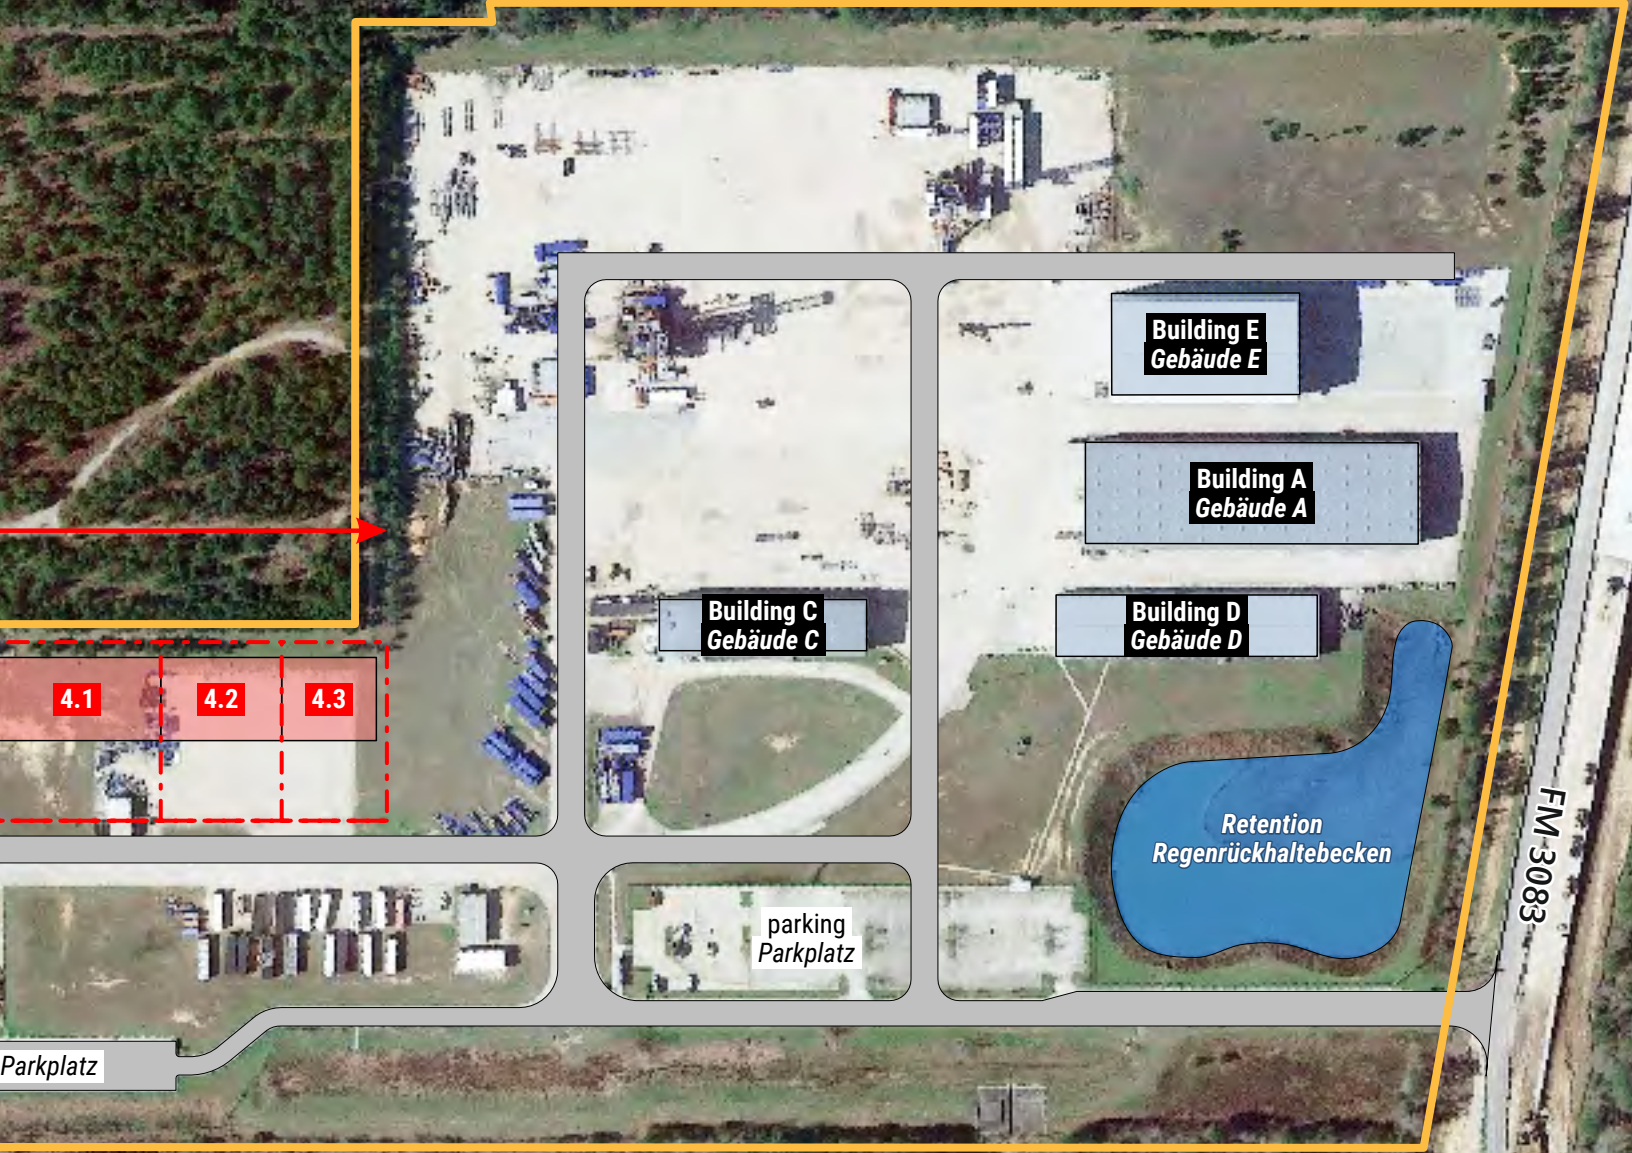 Building E
Gebäude E
Building A
Gebäude A
Building C
Gebäude C
Building D
Gebäude D
4.1
4.2
4.3
Retention
Regenrückhaltebecken
FM 3083
parking
Parkplatz
Parkplatz